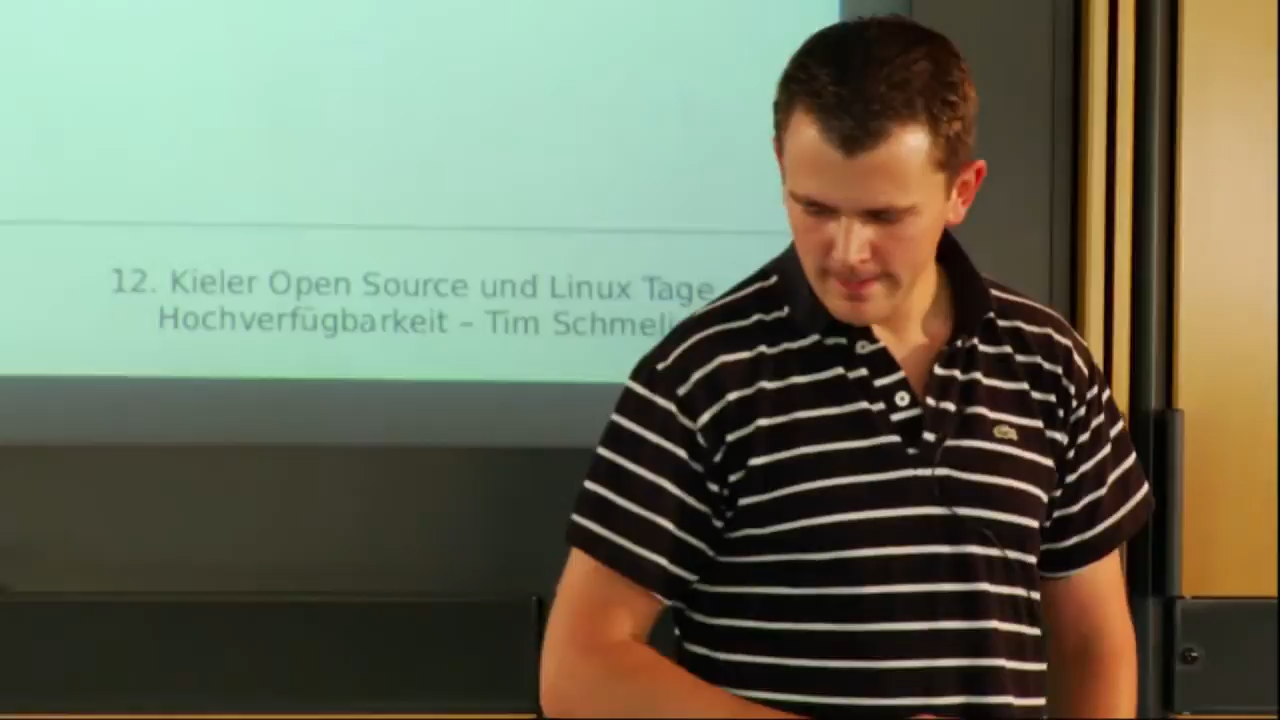 12. Kieler Open Source und Linux Tage
Hochverfügbarkeit – Tim